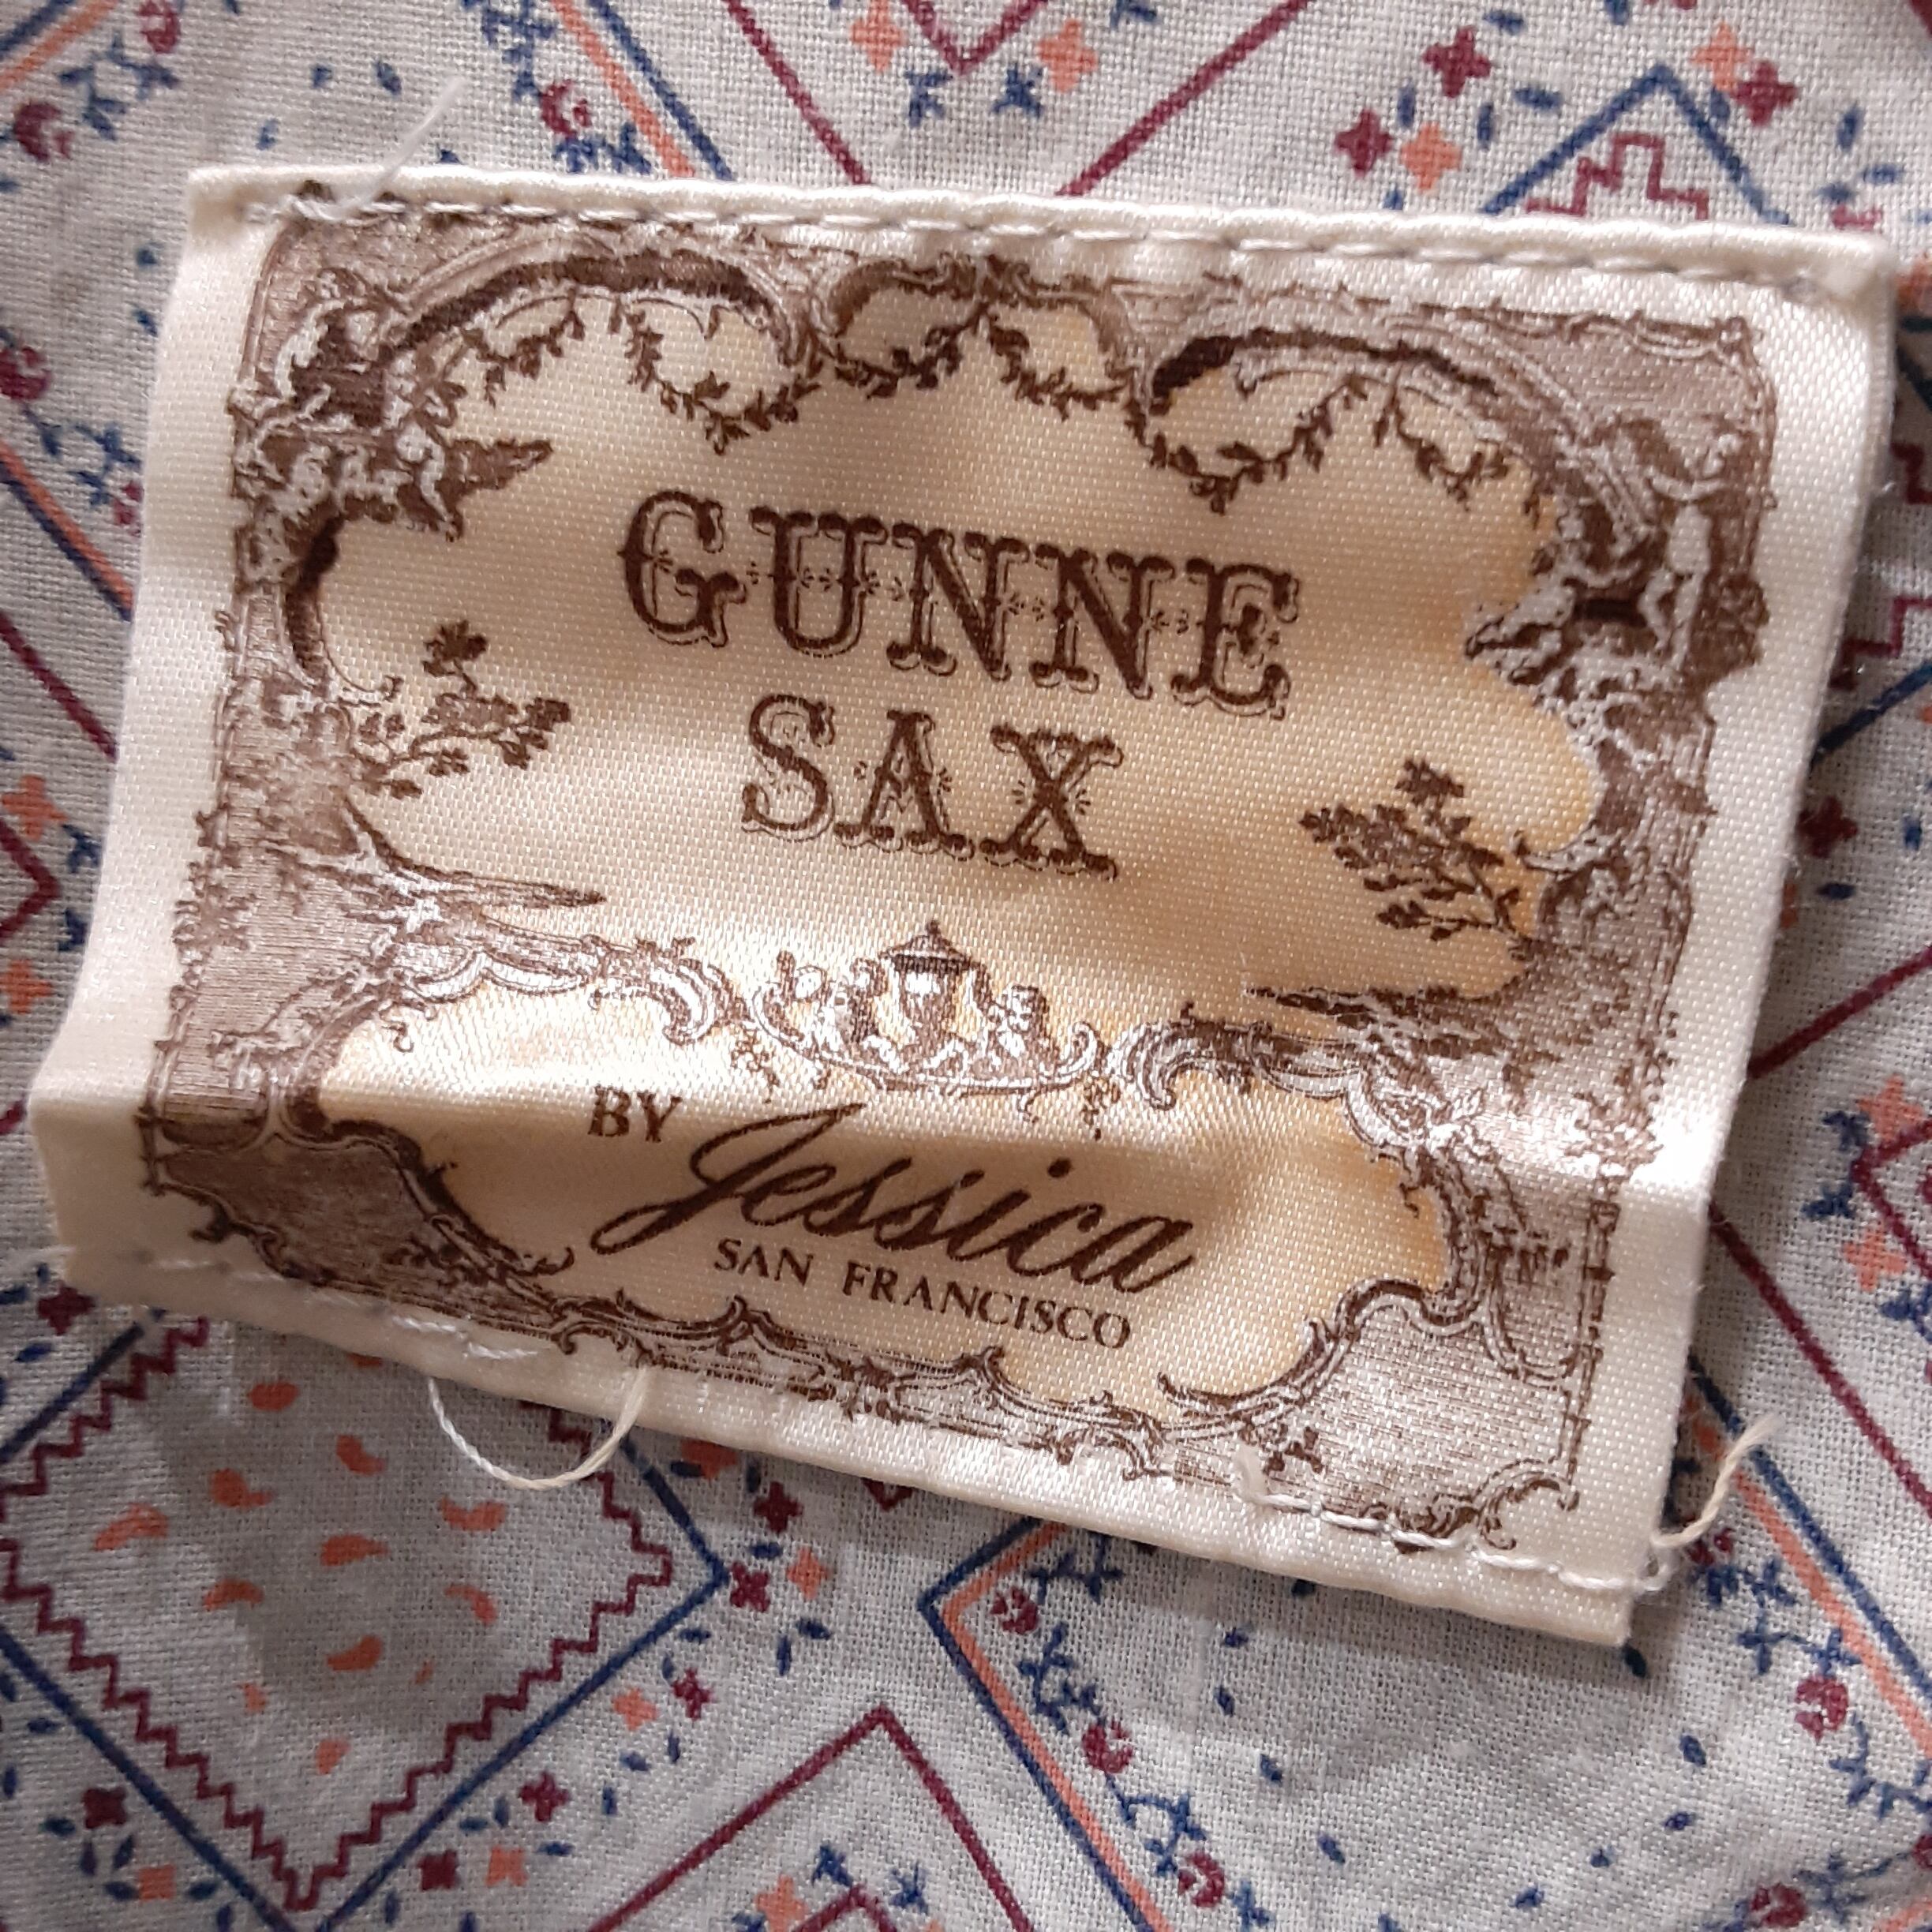 GUNNE
SAX
BY Jessica
SAN FRANCISCO